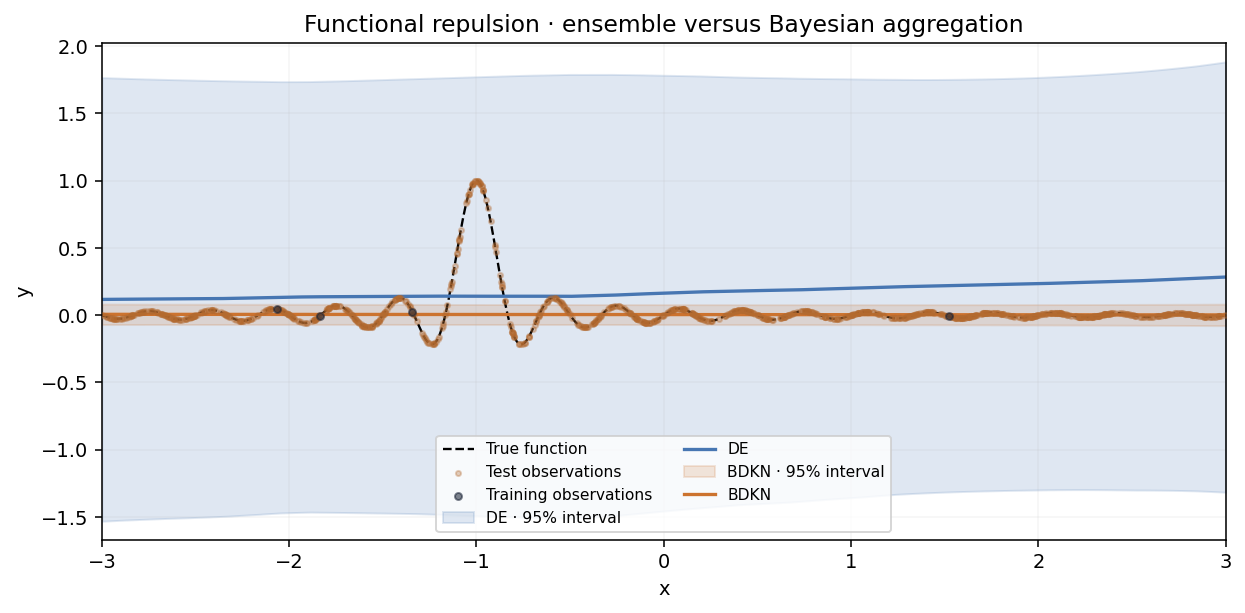 Functional repulsion · ensemble versus Bayesian aggregation
y
2.0
1.5
1.0
0.5
0.0
−0.5
−1.0
−1.5
True function
Test observations
Training observations
DE · 95% interval
DE
BDKN · 95% interval
BDKN
−3 −2 −1 0 1 2 3
x